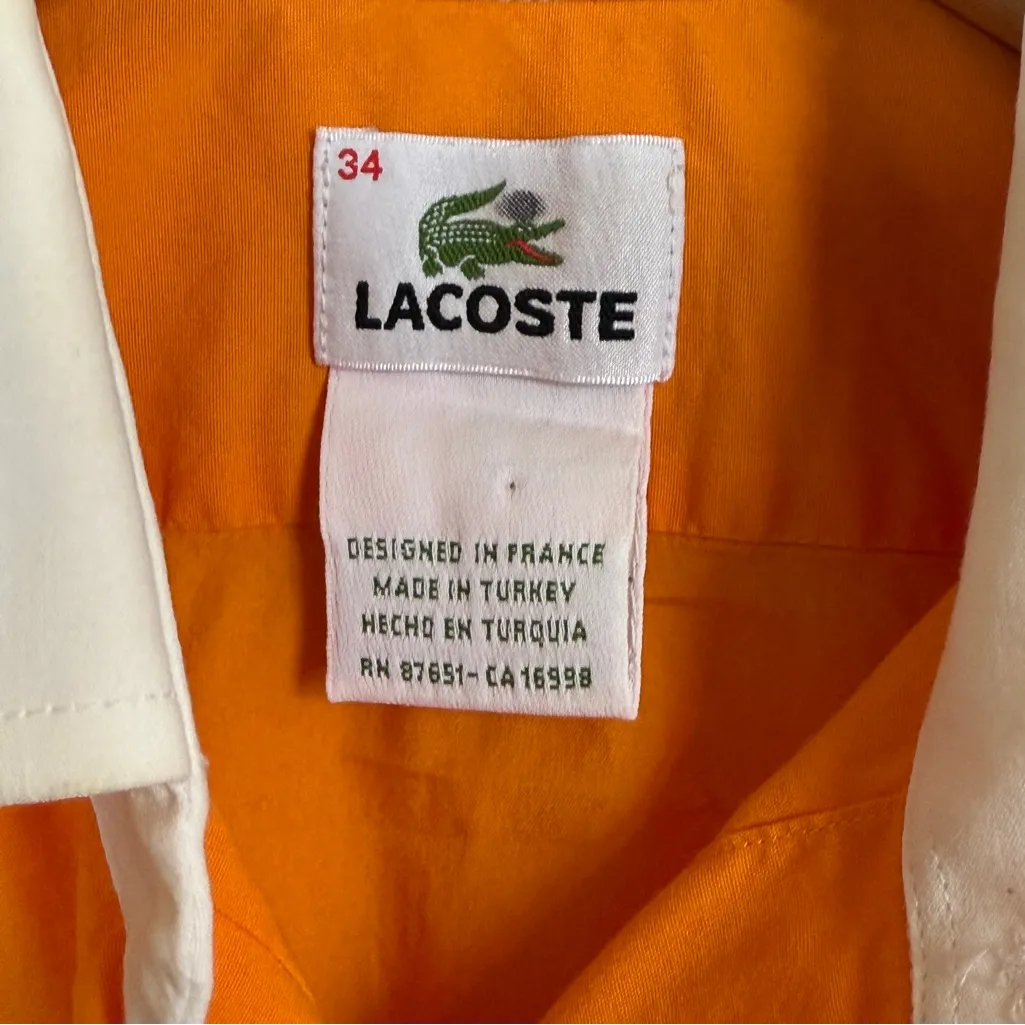 34
LACOSTE
DESIGNED IN FRANCE
MADE IN TURKEY
HECHO EN TURQUIA
RN 87651- CA 16998